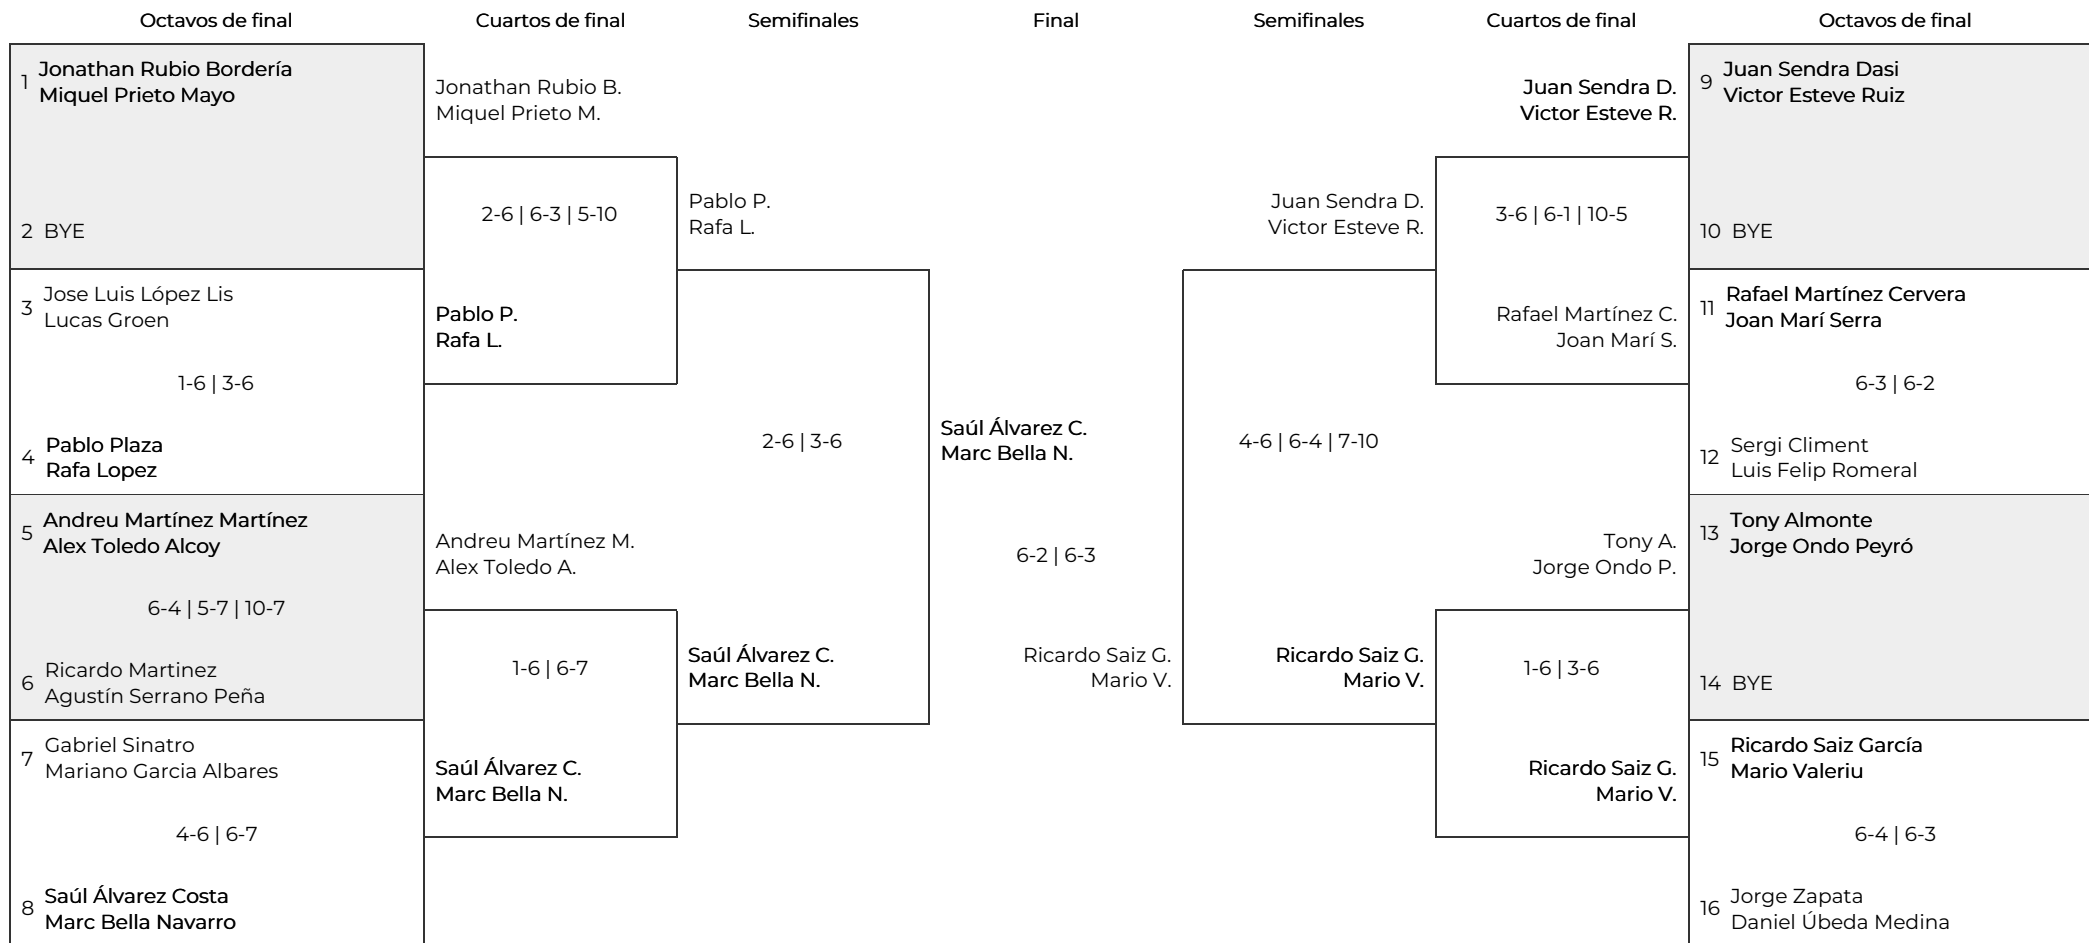 Octavos de final
Cuartos de final
Semifinales
Final
Semifinales
Cuartos de final
Octavos de final
1
Jonathan Rubio Bordería
Miquel Prieto Mayo
2 BYE
3
Jose Luis López Lis
Lucas Groen
1-6 | 3-6
4
Pablo Plaza
Rafa Lopez
5
Andreu Martínez Martínez
Alex Toledo Alcoy
6-4 | 5-7 | 10-7
6
Ricardo Martinez
Agustín Serrano Peña
7
Gabriel Sinatro
Mariano Garcia Albares
4-6 | 6-7
8
Saúl Álvarez Costa
Marc Bella Navarro
Jonathan Rubio B.
Miquel Prieto M.
2-6 | 6-3 | 5-10
Pablo P.
Rafa L.
Andreu Martínez M.
Alex Toledo A.
1-6 | 6-7
Saúl Álvarez C.
Marc Bella N.
Pablo P.
Rafa L.
2-6 | 3-6
Saúl Álvarez C.
Marc Bella N.
Saúl Álvarez C.
Marc Bella N.
6-2 | 6-3
Ricardo Saiz G.
Mario V.
Juan Sendra D.
Victor Esteve R.
4-6 | 6-4 | 7-10
Ricardo Saiz G.
Mario V.
Juan Sendra D.
Victor Esteve R.
3-6 | 6-1 | 10-5
Rafael Martínez C.
Joan Marí S.
Tony A.
Jorge Ondo P.
1-6 | 3-6
Ricardo Saiz G.
Mario V.
9
Juan Sendra Dasi
Victor Esteve Ruiz
10 BYE
11
Rafael Martínez Cervera
Joan Marí Serra
6-3 | 6-2
12
Sergi Climent
Luis Felip Romeral
13
Tony Almonte
Jorge Ondo Peyró
14 BYE
15
Ricardo Saiz García
Mario Valeriu
6-4 | 6-3
16
Jorge Zapata
Daniel Úbeda Medina